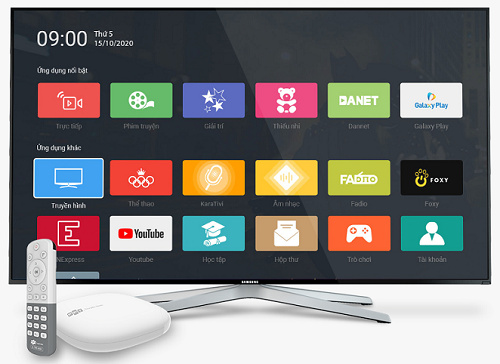 09:00 Thứ 5
15/10/2020
Ứng dụng nổi bật
DANET
Galaxy Play
Trực tiếp Phim truyện Giải trí Thiếu nhi Dannet Galaxy Play
Ứng dụng khác
FADIO
FOXY
Truyền hình Thể thao KaraTivi Âm nhạc Fadio Foxy
E
YouTube
NExpress Youtube Học tập Hộp thư Trò chơi Tài khoản
SAMSUNG